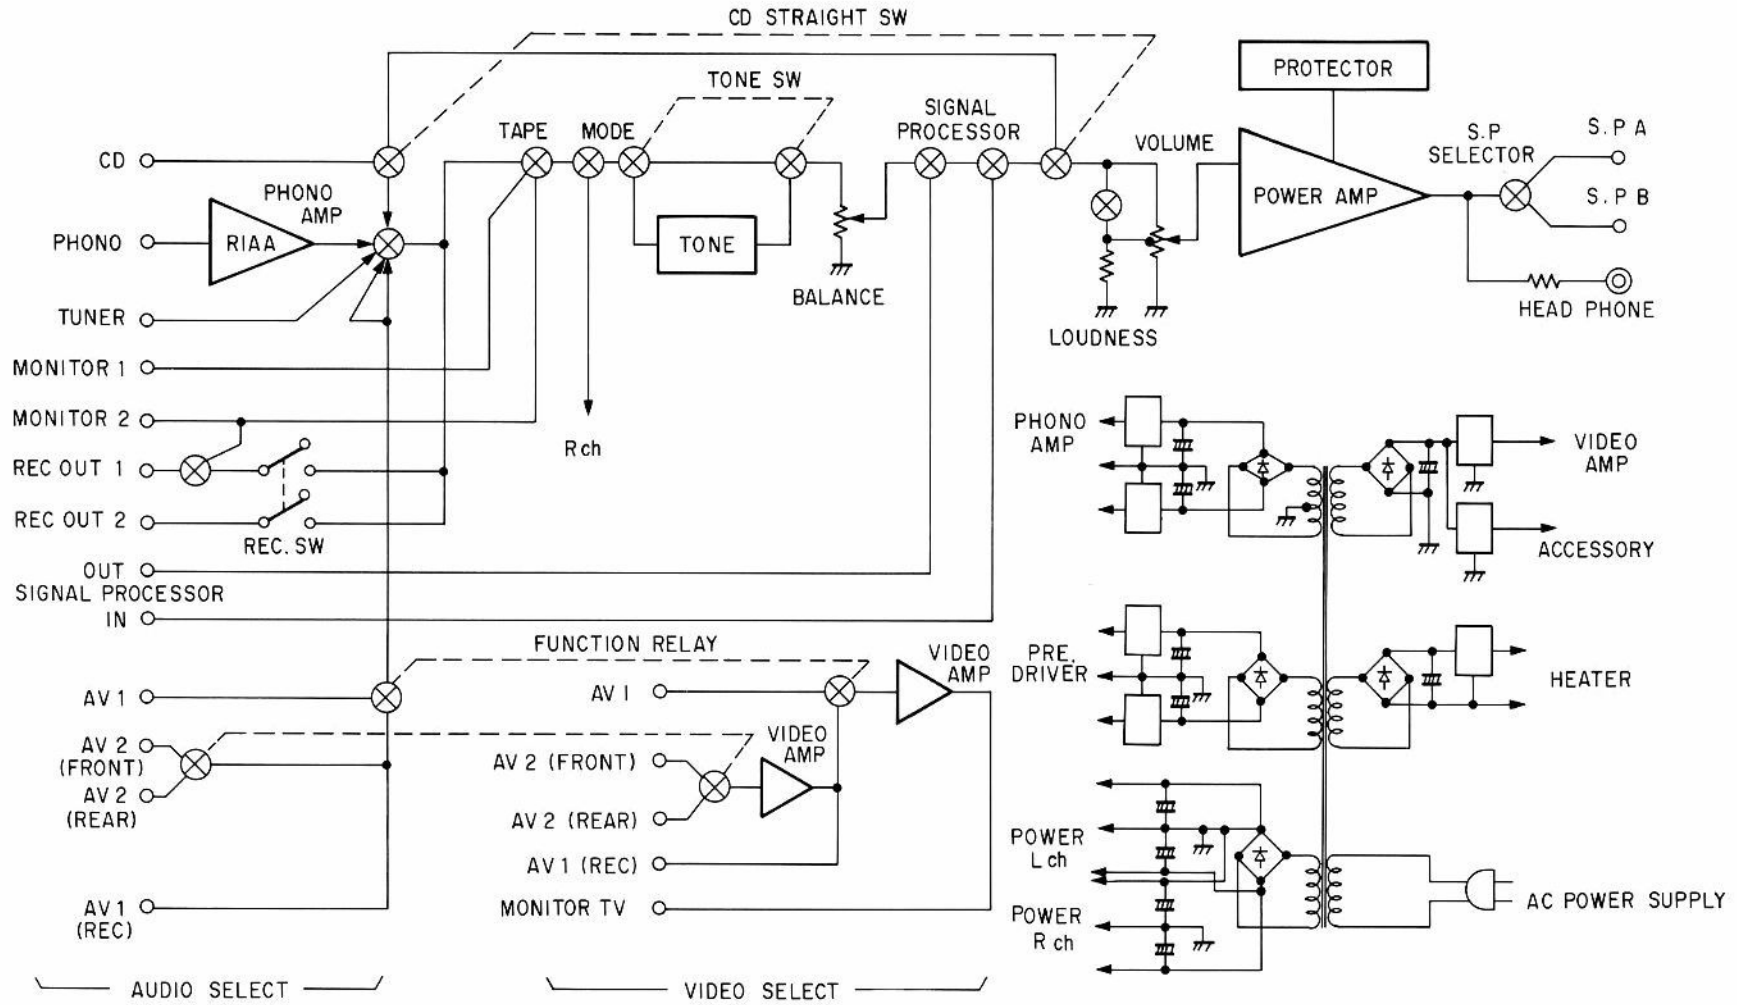 CD STRAIGHT SW
TONE SW
PROTECTOR
SIGNAL
PROCESSOR
TAPE
MODE
VOLUME
S.P
SELECTOR
S.P A
S.P B
CD
PHONO
AMP
PHONO
RIAA
TONE
POWER AMP
BALANCE
HEAD PHONE
LOUDNESS
TUNER
MONITOR 1
MONITOR 2
REC OUT 1
REC OUT 2
REC. SW
R ch
OUT
SIGNAL PROCESSOR
IN
PHONO
AMP
VIDEO
AMP
ACCESSORY
PRE.
DRIVER
HEATER
FUNCTION RELAY
VIDEO
AMP
AV 1
AV 1
AV 2
(FRONT)
AV 2
(REAR)
AV 2 (FRONT)
VIDEO
AMP
AV 2 (REAR)
AV 1 (REC)
MONITOR TV
AV 1
(REC)
POWER
L ch
POWER
R ch
AC POWER SUPPLY
AUDIO SELECT
VIDEO SELECT